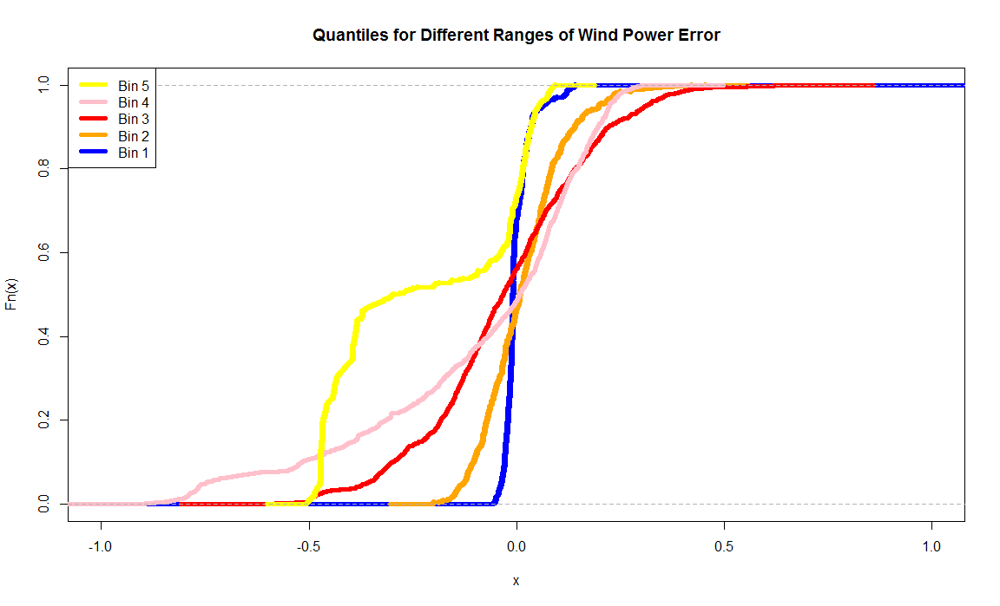 Quantiles for Different Ranges of Wind Power Error
Bin 5
Bin 4
Bin 3
Bin 2
Bin 1
1.0
0.8
0.6
0.4
0.2
0.0
Fn(x)
-1.0 -0.5 0.0 0.5 1.0
x